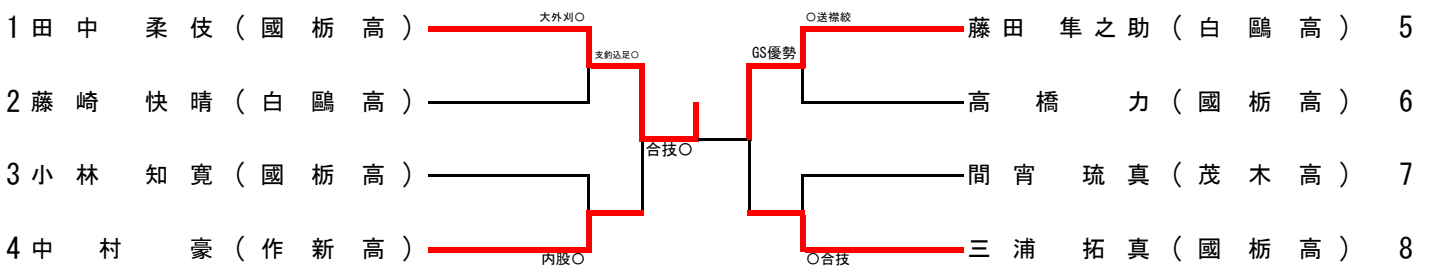 大外刈○ ○送襟絞
1 田中 柔伎(國栃高) 藤田 隼之助(白鷗高) 5
支釣込足○ GS優勢
2 藤崎 快晴(白鷗高) 高橋 力(國栃高) 6
合技○
3 小林 知寛(國栃高) 間宵 琉真(茂木高) 7
4 中村 豪(作新高) 三浦 拓真(國栃高) 8
内股○ ○合技